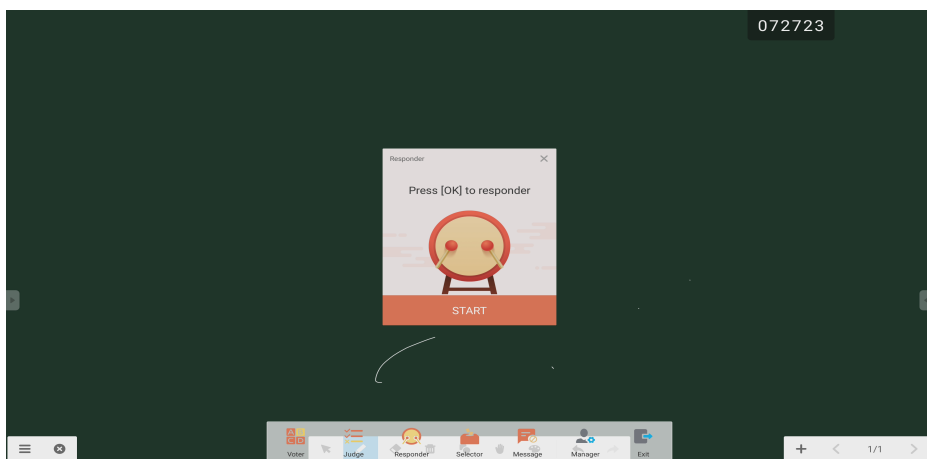 072723
Responder
Press [OK] to responder
START
A B
C D
Voter
Judge
Responder
Selector
Message
Manager
Exit
1/1